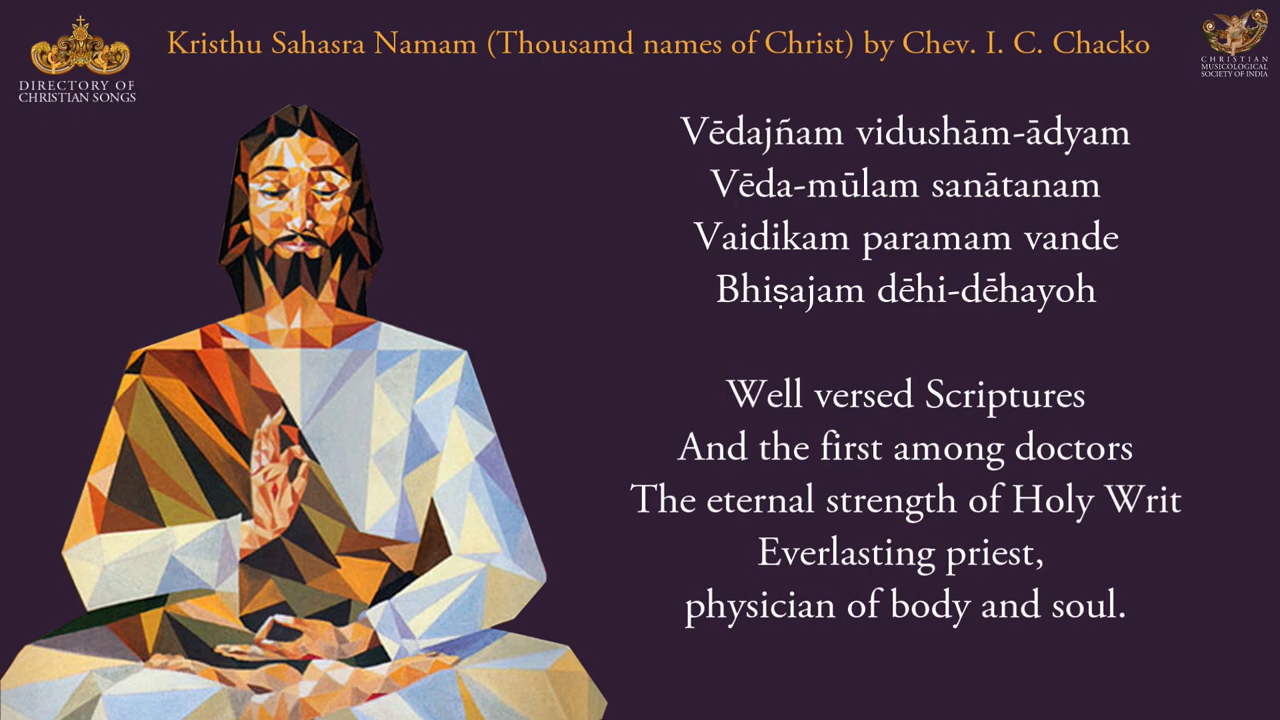 Kristhu Sahasra Namam (Thousamd names of Christ) by Chev. I. C. Chacko
DIRECTORY OF
CHRISTIAN SONGS
CHRISTIAN
MUSICOLOGICAL
SOCIETY OF INDIA
Vēdajñam vidushām-ādyam
Vēda-mūlam sanātanam
Vaidikam paramam vande
Bhiṣajam dēhi-dēhayoh
Well versed Scriptures
And the first among doctors
The eternal strength of Holy Writ
Everlasting priest,
physician of body and soul.